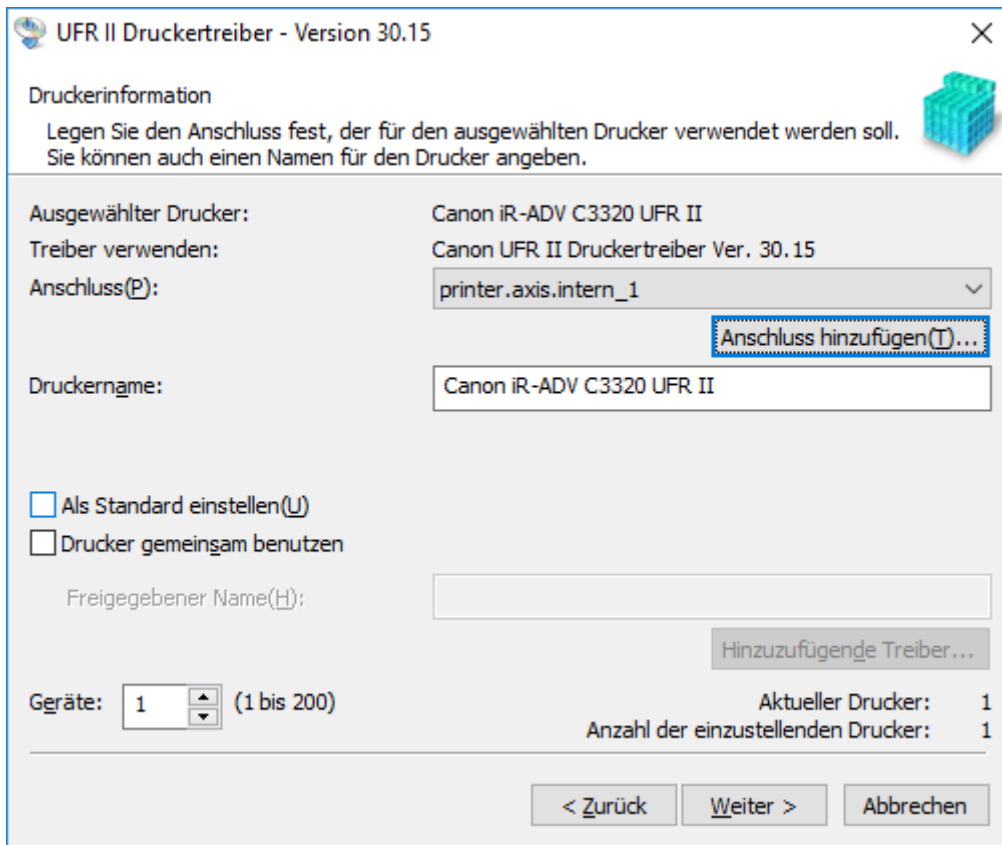 UFR II Druckertreiber - Version 30.15
Druckerinformation
Legen Sie den Anschluss fest, der für den ausgewählten Drucker verwendet werden soll.
Sie können auch einen Namen für den Drucker angeben.
Ausgewählter Drucker: Canon iR-ADV C3320 UFR II
Treiber verwenden: Canon UFR II Druckertreiber Ver. 30.15
Anschluss(P): printer.axis.intern_1
Anschluss hinzufügen(T)...
Druckername: Canon iR-ADV C3320 UFR II
Als Standard einstellen(U)
Drucker gemeinsam benutzen
Freigegebener Name(H):
Hinzuzufügende Treiber...
Geräte: 1 (1 bis 200) Aktueller Drucker: 1
Anzahl der einzustellenden Drucker: 1
< Zurück Weiter > Abbrechen